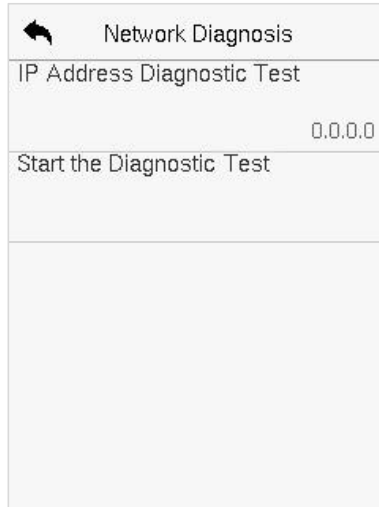 Network Diagnosis
IP Address Diagnostic Test
0.0.0.0
Start the Diagnostic Test